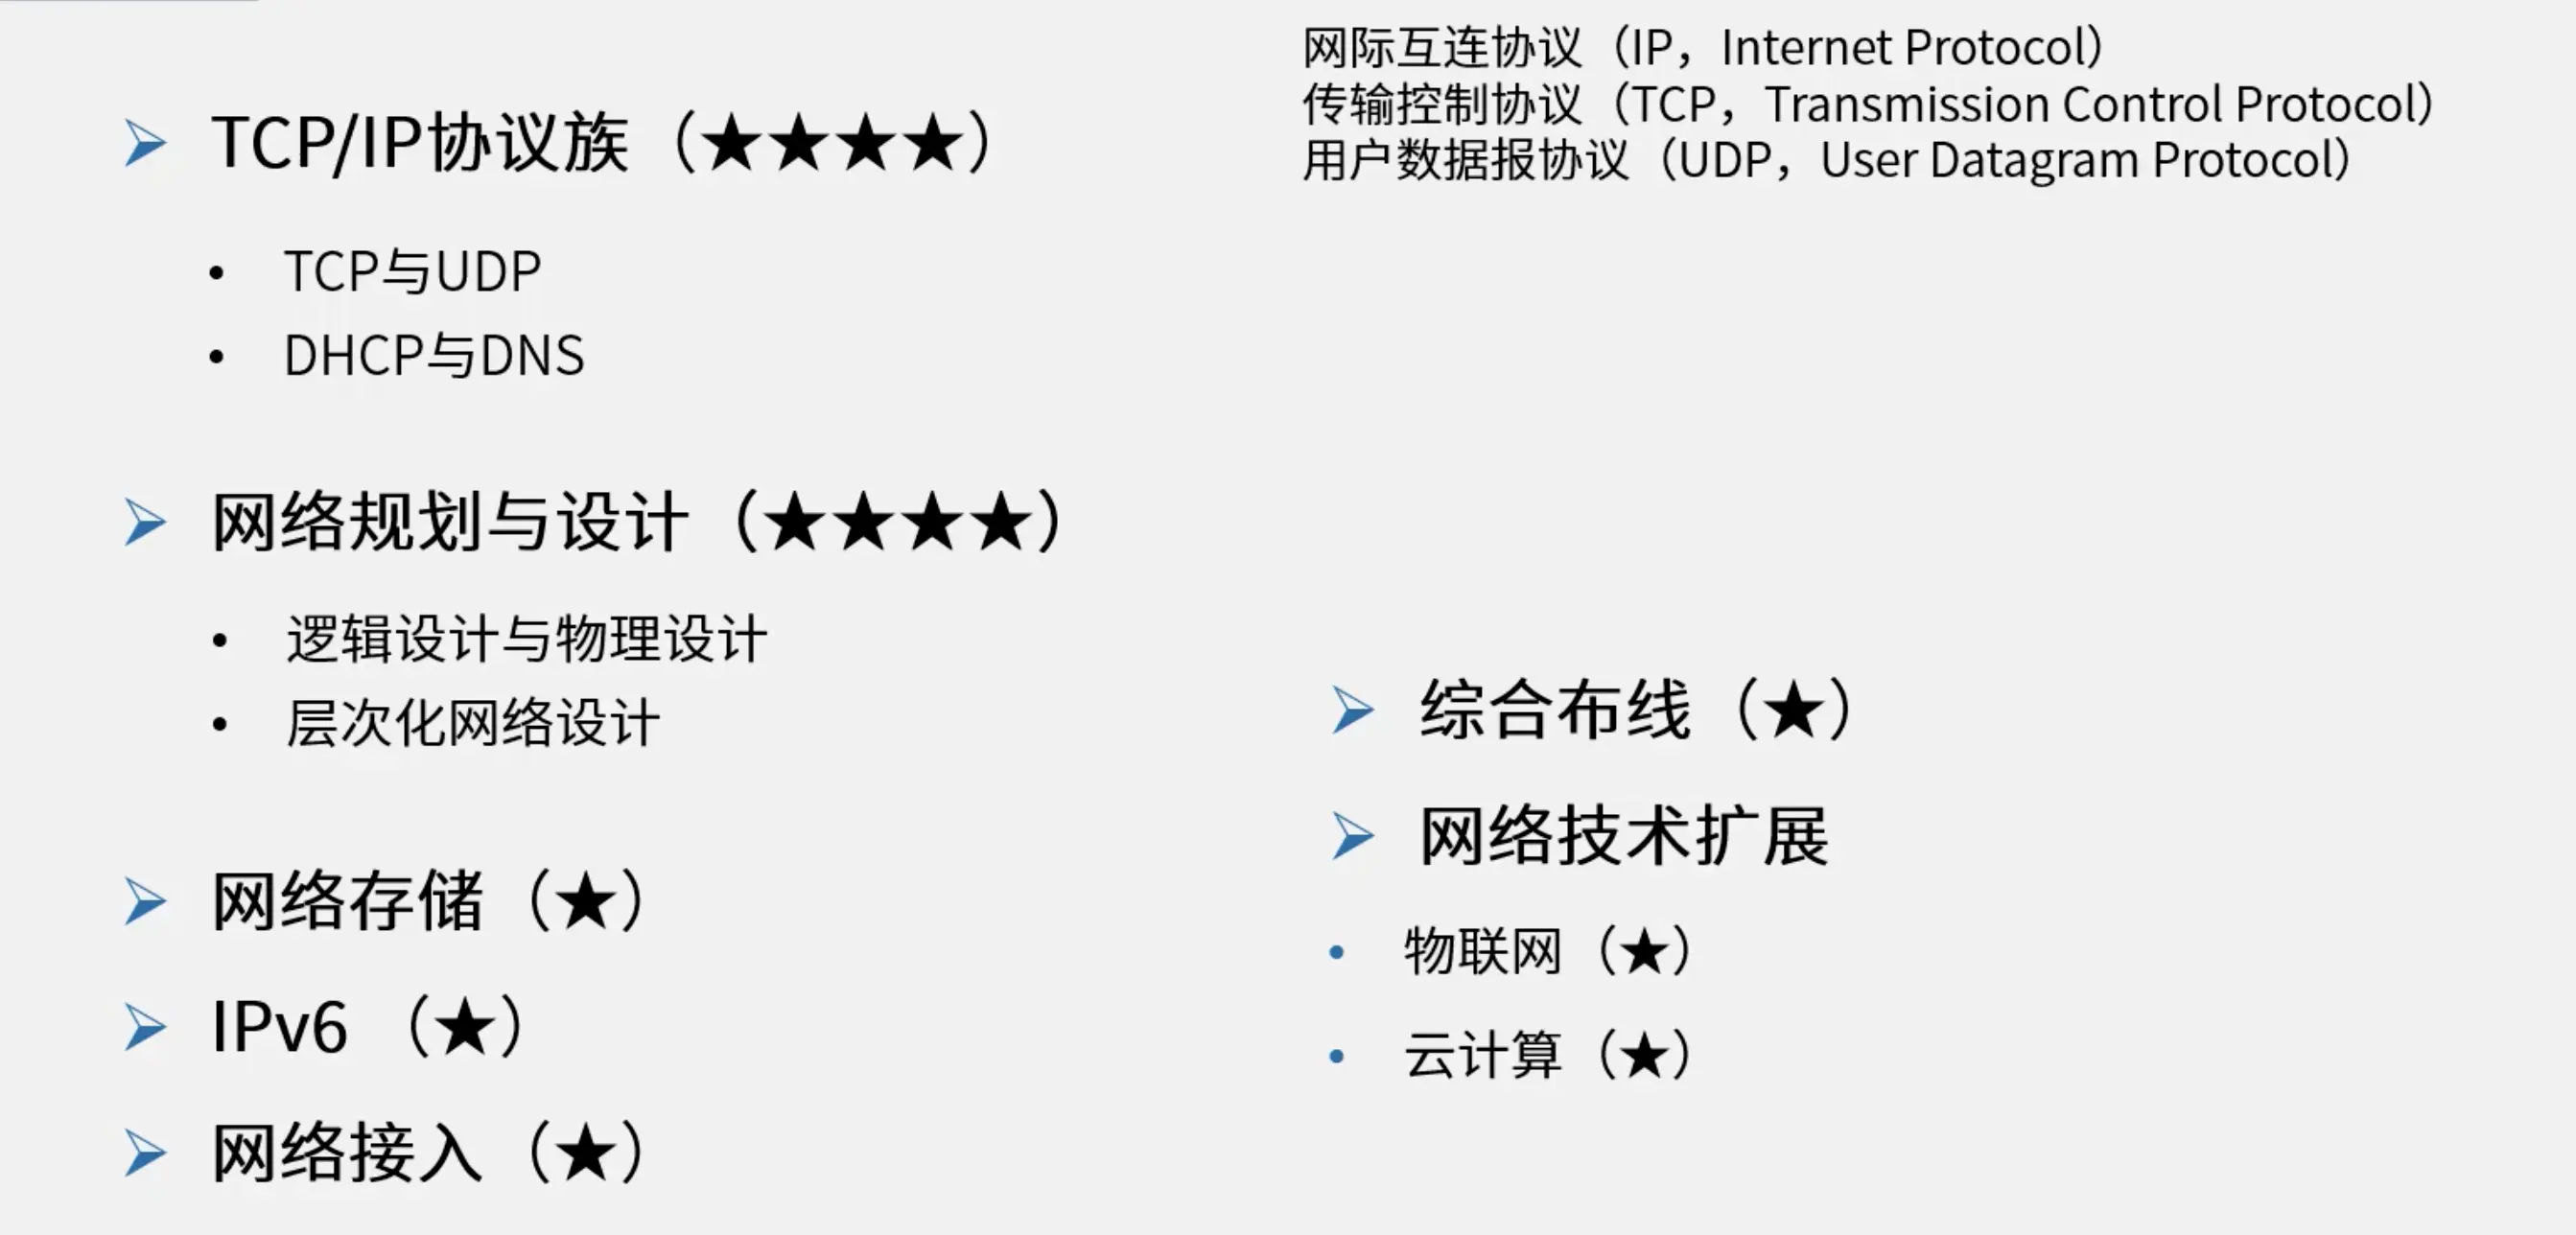 TCP/IP协议族（★★★★）
• TCP与UDP
• DHCP与DNS
网络规划与设计（★★★★）
• 逻辑设计与物理设计
• 层次化网络设计
网络存储（★）
IPv6 （★）
网络接入（★）
网际互连协议（IP，Internet Protocol）
传输控制协议（TCP，Transmission Control Protocol）
用户数据报协议（UDP，User Datagram Protocol）
综合布线（★）
网络技术扩展
• 物联网（★）
• 云计算（★）